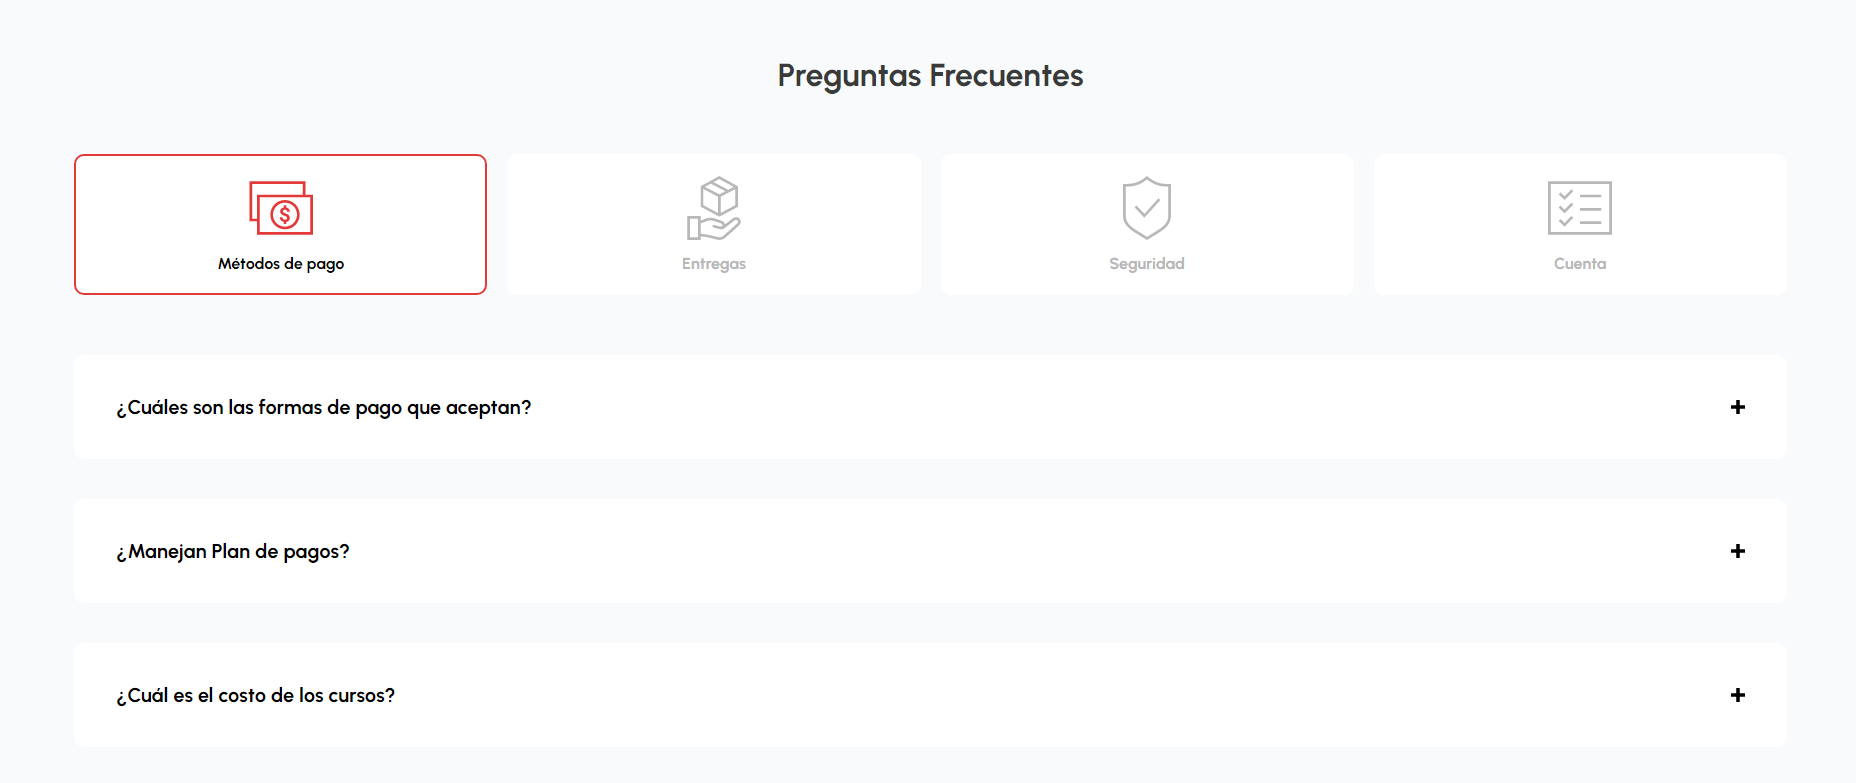 Preguntas Frecuentes
Métodos de pago
Entregas
Seguridad
Cuenta
¿Cuáles son las formas de pago que aceptan?
¿Manejan Plan de pagos?
¿Cuál es el costo de los cursos?